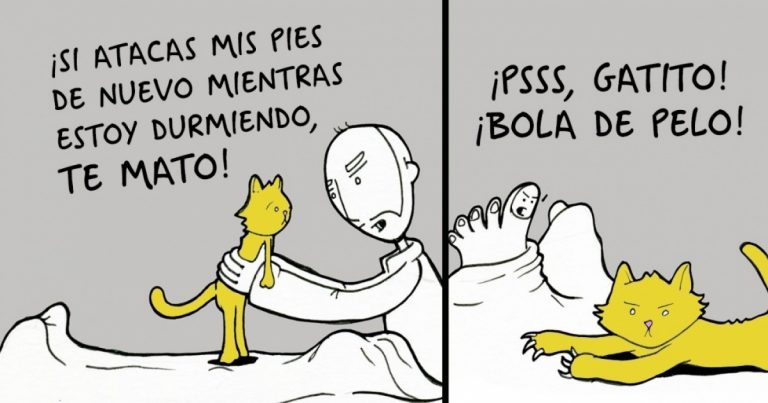 ¡SI ATACAS MIS PIES
DE NUEVO MIENTRAS
ESTOY DURMIENDO,
TE MATO!
¡PSSS, GATITO!
¡BOLA DE PELO!